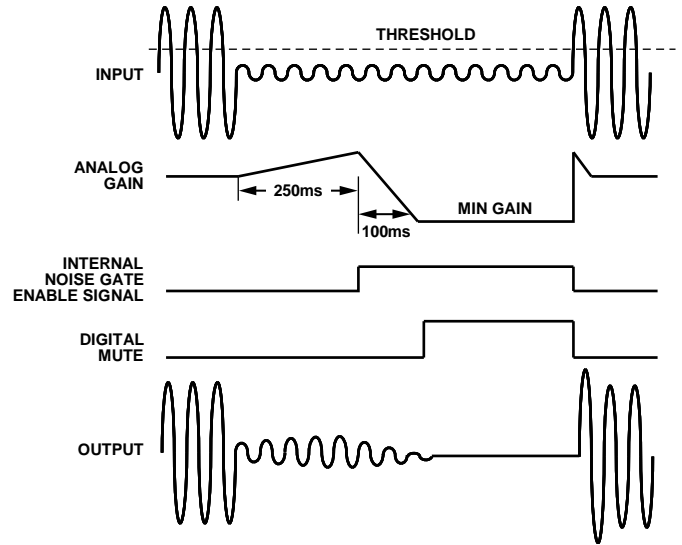 THRESHOLD
INPUT
ANALOG
GAIN
250ms
MIN GAIN
100ms
INTERNAL
NOISE GATE
ENABLE SIGNAL
DIGITAL
MUTE
OUTPUT